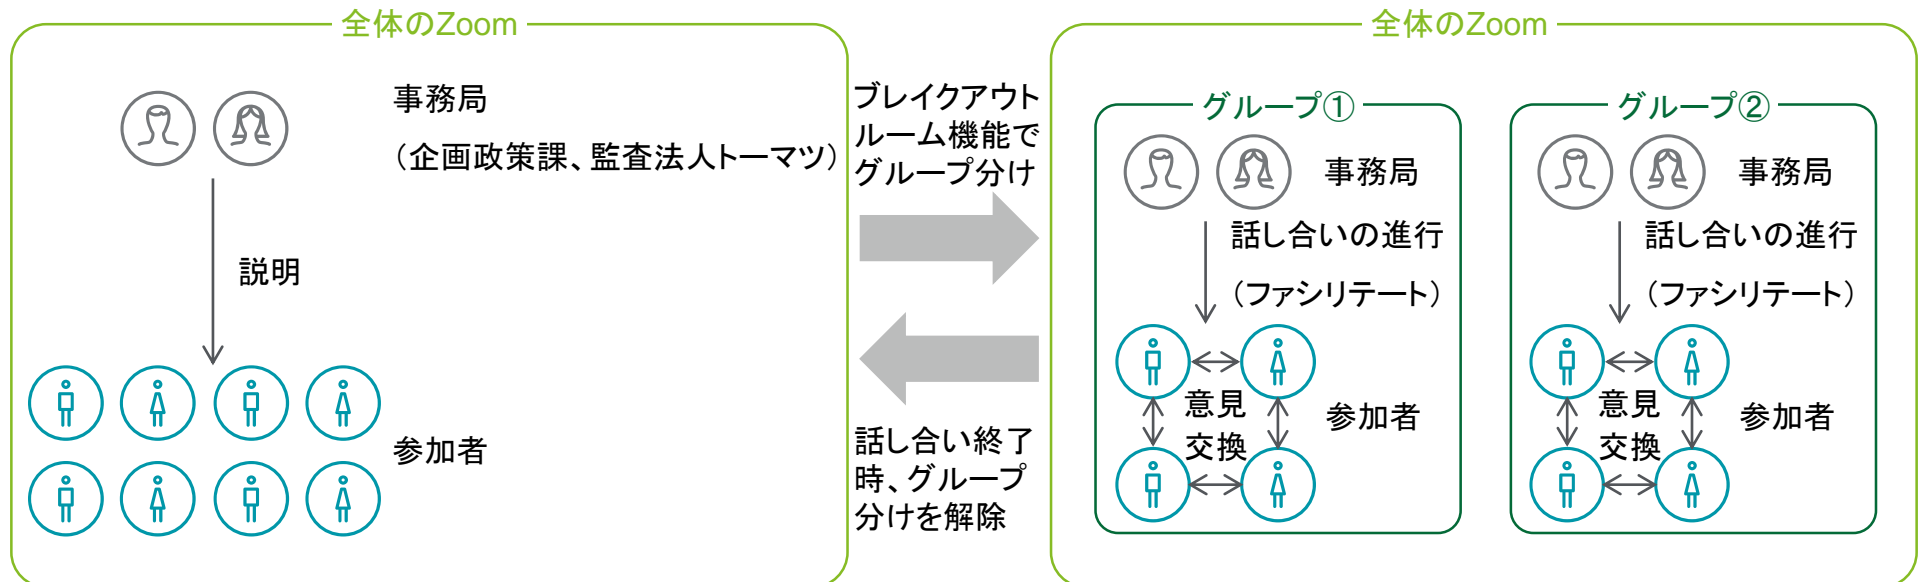 全体のZoom
事務局
（企画政策課、監査法人トーマツ）
説明
参加者
ブレイクアウト
ルーム機能で
グループ分け
話し合い終了
時、グループ
分けを解除
全体のZoom
グループ①
事務局
話し合いの進行
（ファシリテート）
意見
交換
参加者
グループ②
事務局
話し合いの進行
（ファシリテート）
意見
交換
参加者